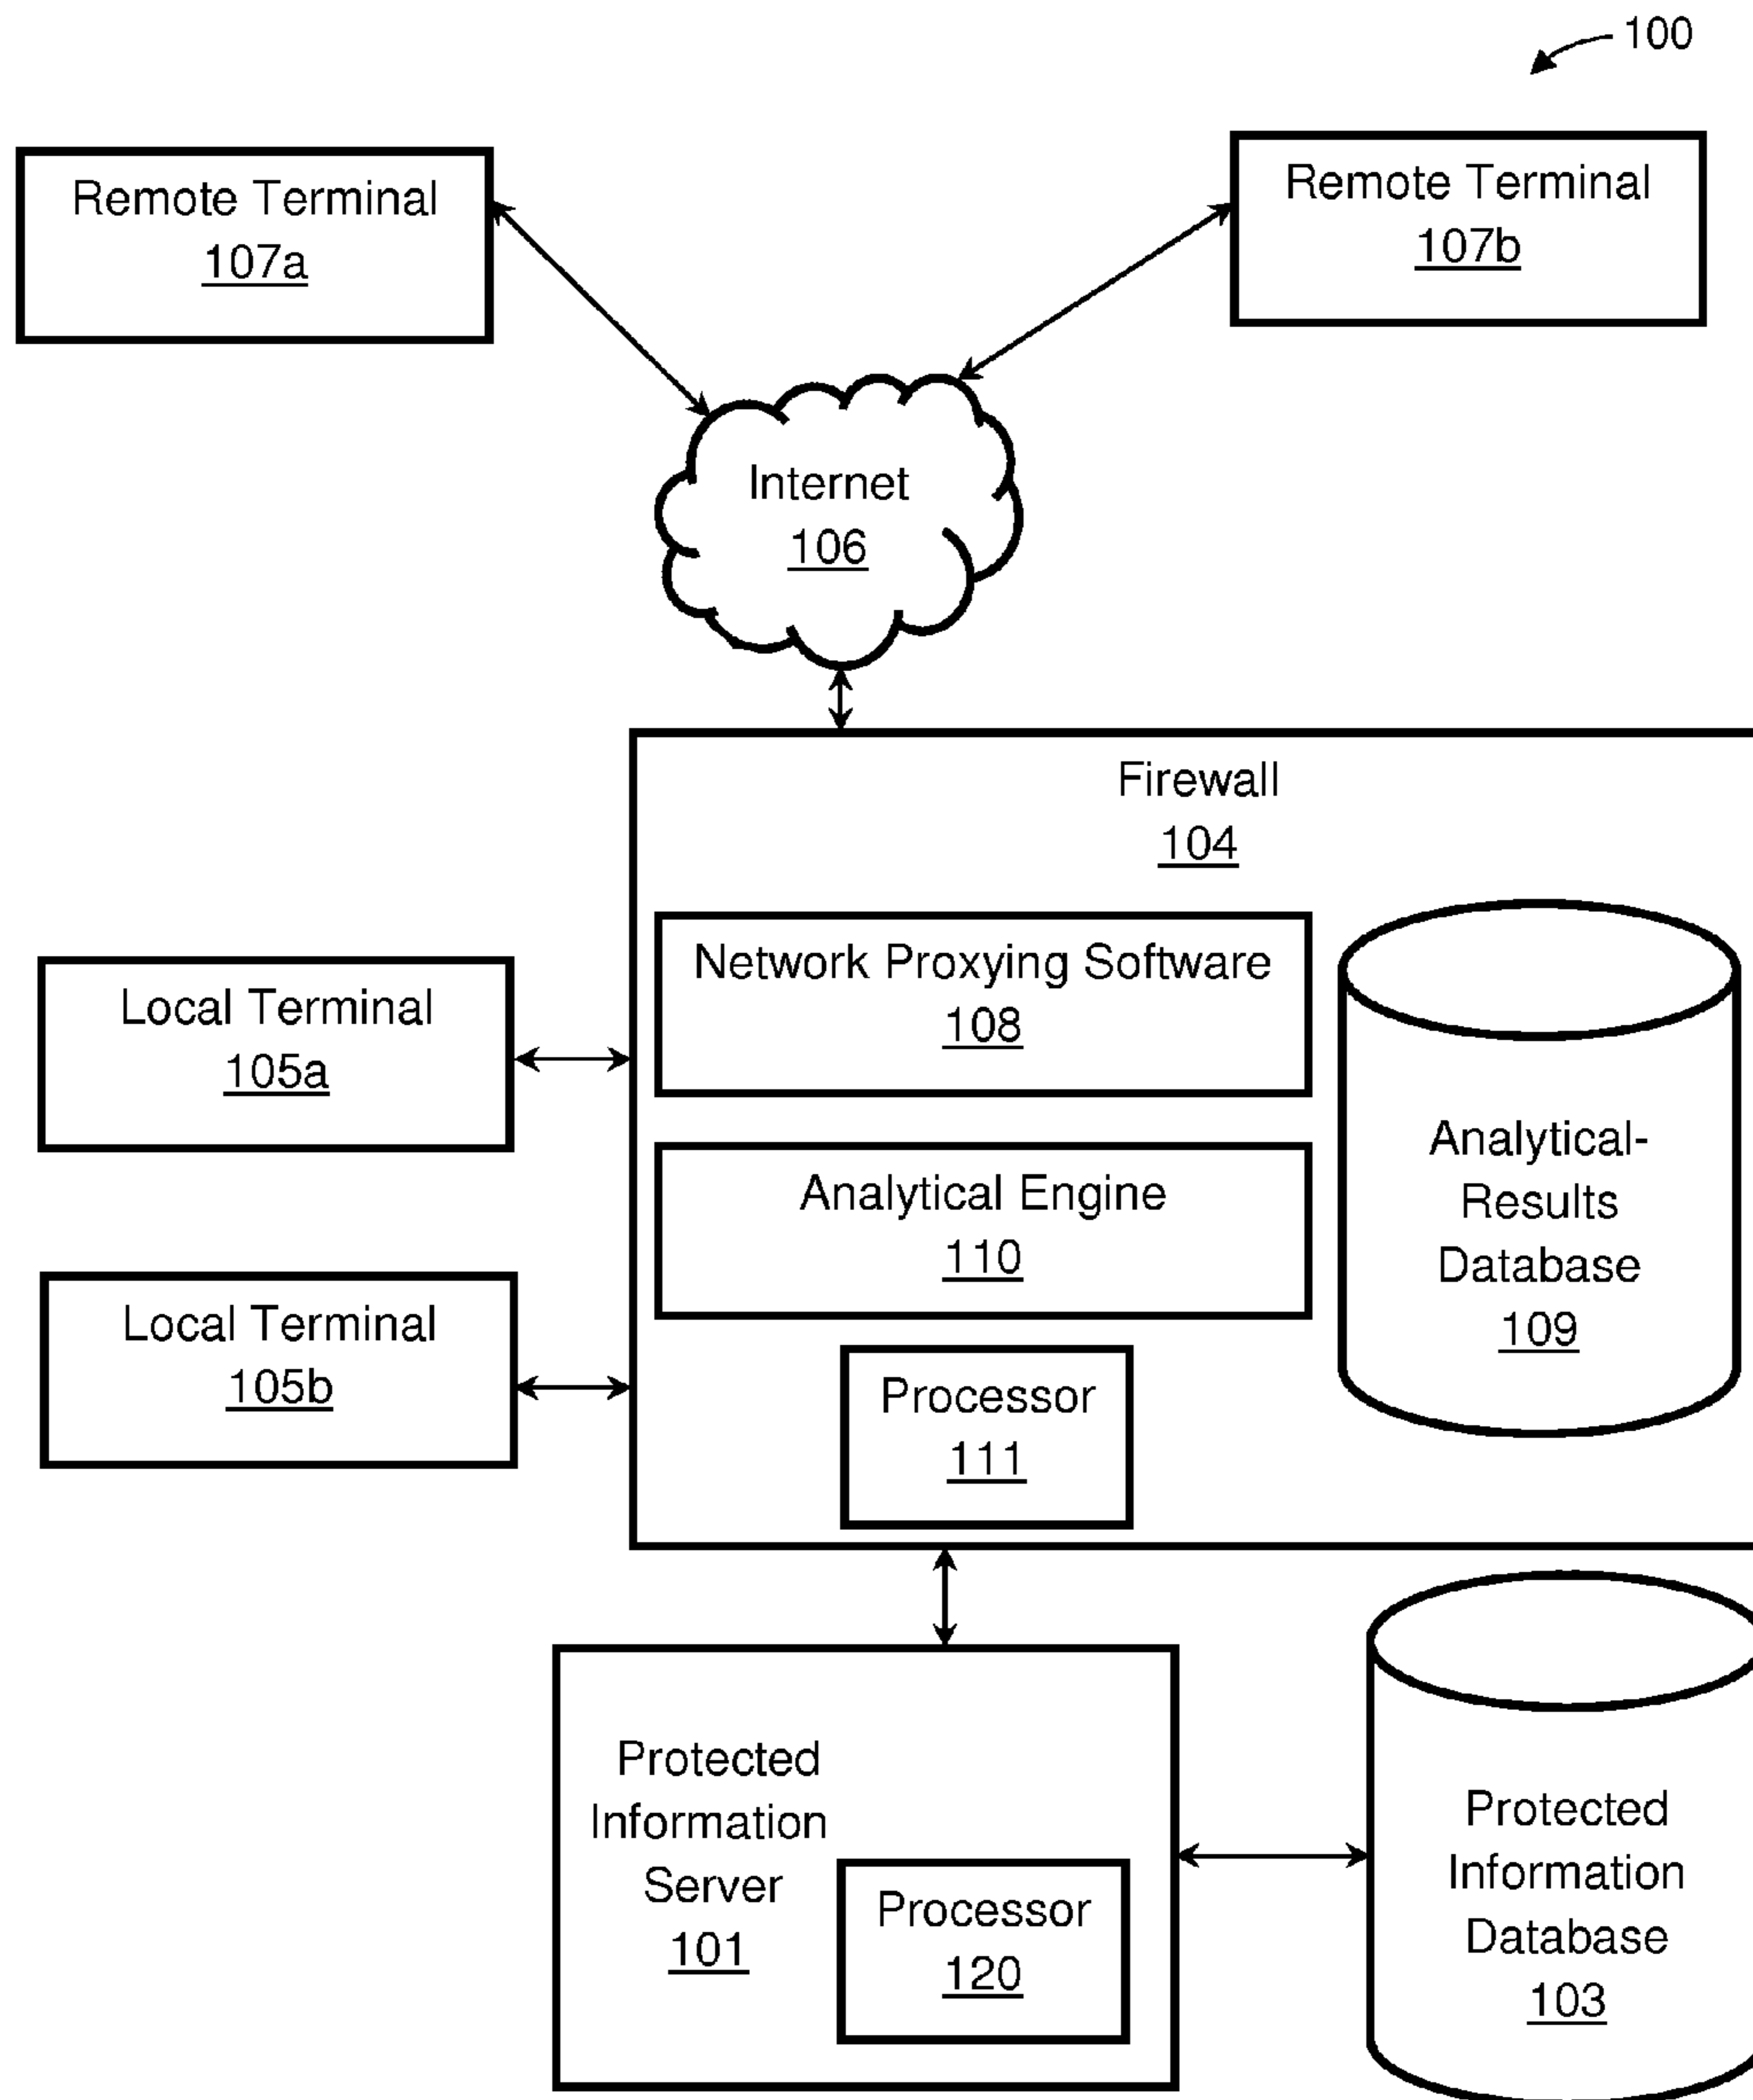 100
Remote Terminal
107a
Remote Terminal
107b
Internet
106
Firewall
104
Network Proxying Software
108
Analytical Engine
110
Processor
111
Analytical-
Results
Database
109
Local Terminal
105a
Local Terminal
105b
Protected
Information
Server
101
Processor
120
Protected
Information
Database
103